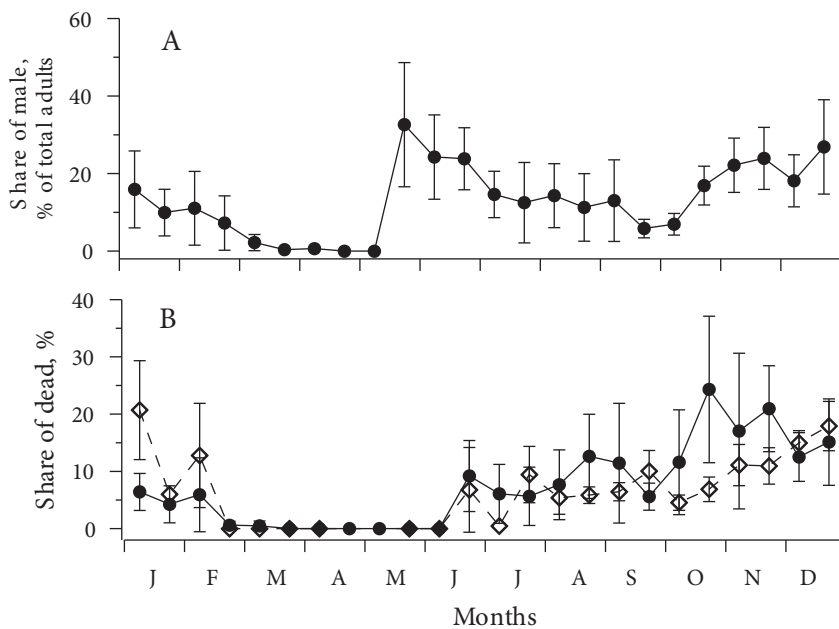 60
A
40
20
0
Share of male,
% of total adults
40
B
30
20
10
0
Share of dead, %
J F M A M J J A S O N D
Months